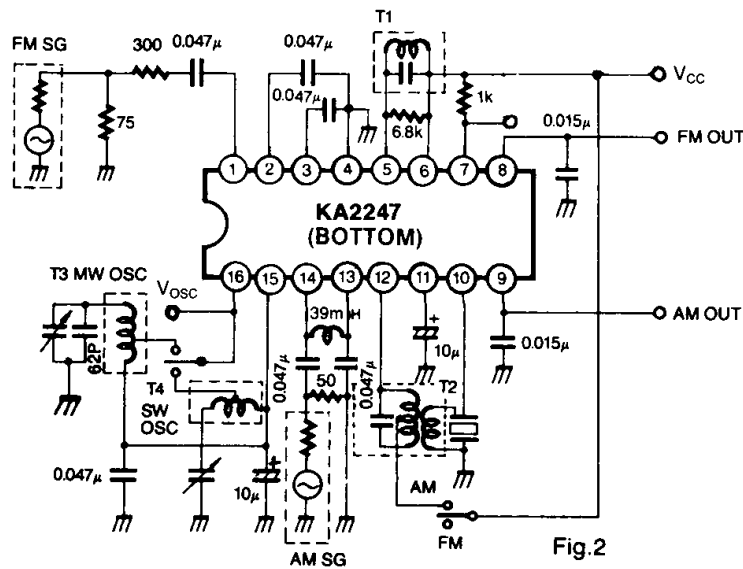 T1
FM SG
300
0.047μ
0.047μ
0.047μ
75
6.8k
1k
VCC
0.015μ
FM OUT
1
2
3
4
5
6
7
8
KA2247
(BOTTOM)
16
15
14
13
12
11
10
9
T3 MW OSC
VOSC
62P
T4
SW
OSC
39mH
0.047μ
50
0.047μ
+
10μ
T2
0.015μ
AM OUT
0.047μ
+
10μ
AM SG
AM
FM
Fig.2